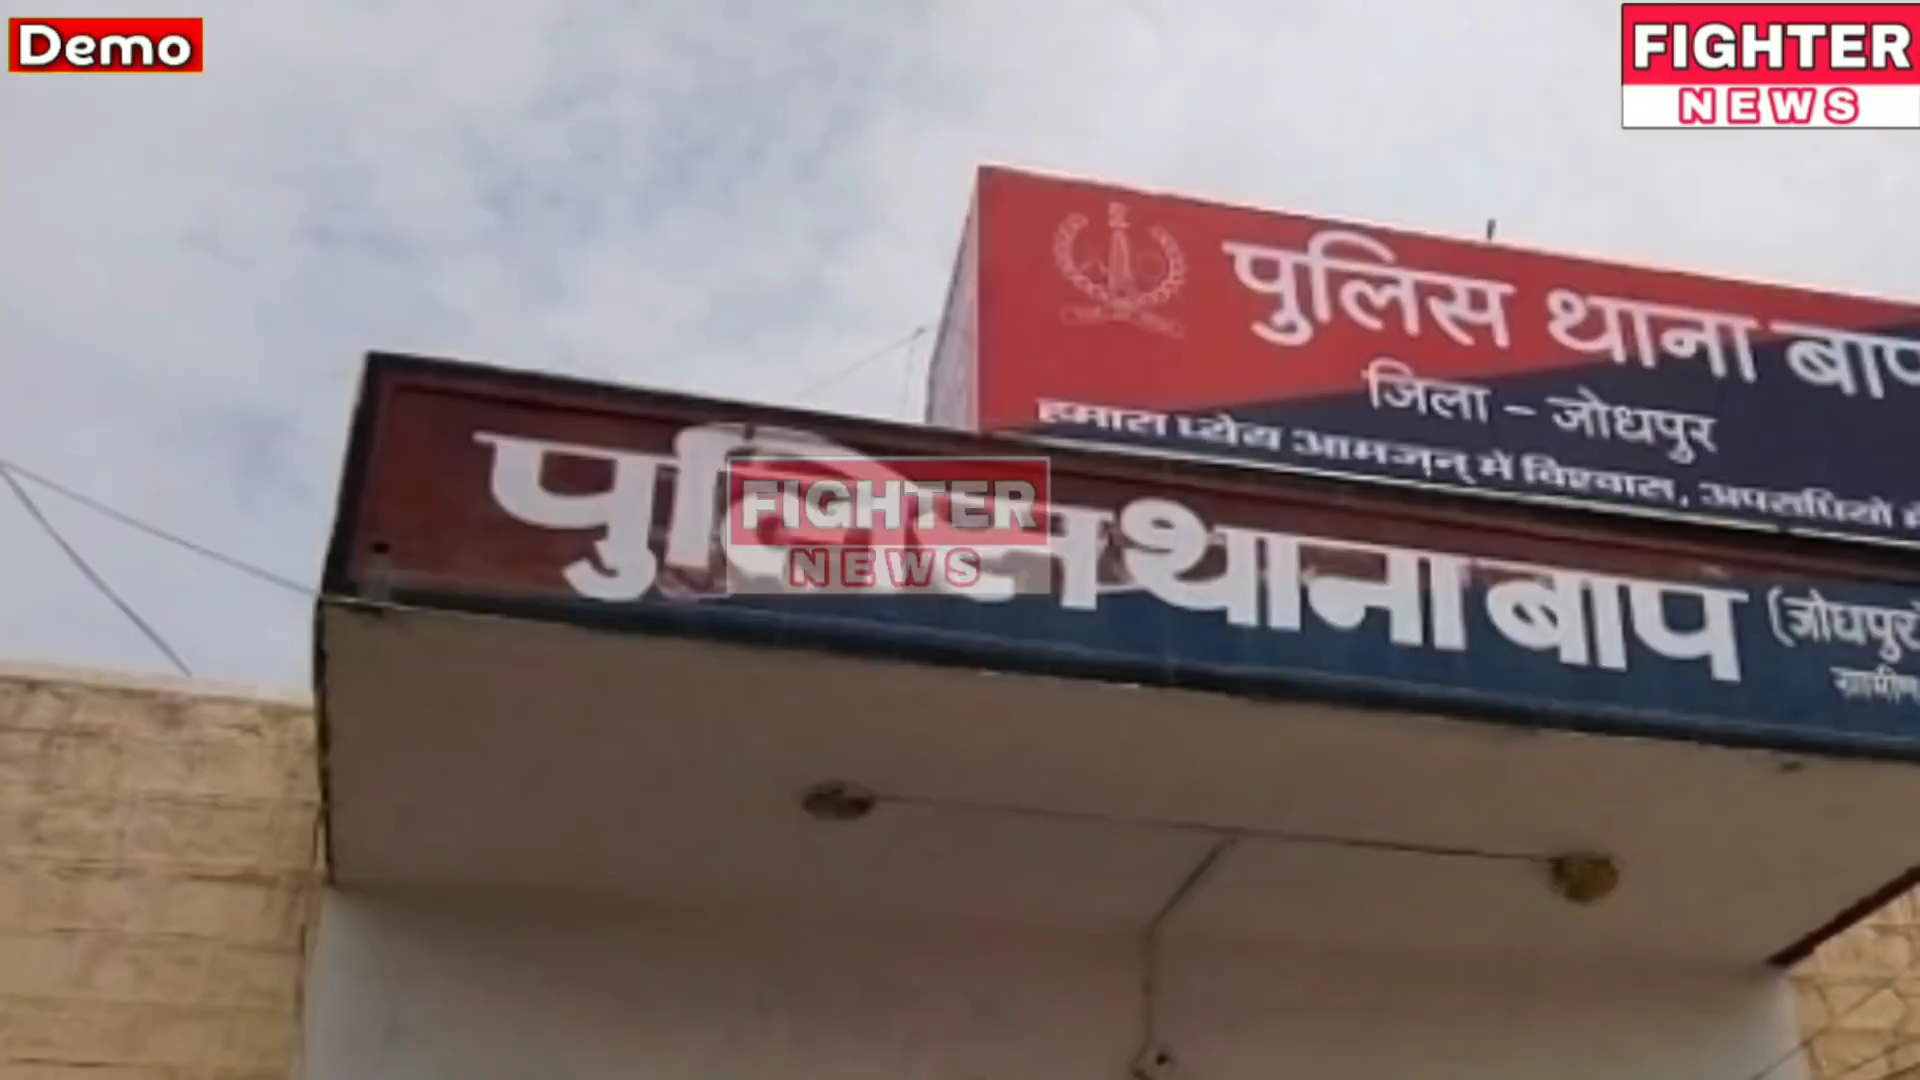 Demo
FIGHTER
NEWS
पुलिस थाना बाप
जिला - जोधपुर
हमारा ध्येय आमजन् में विश्वास, अपराधियों में
पुलिस थाना बाप
(जोधपुर)
ग्रामीण
FIGHTER
NEWS